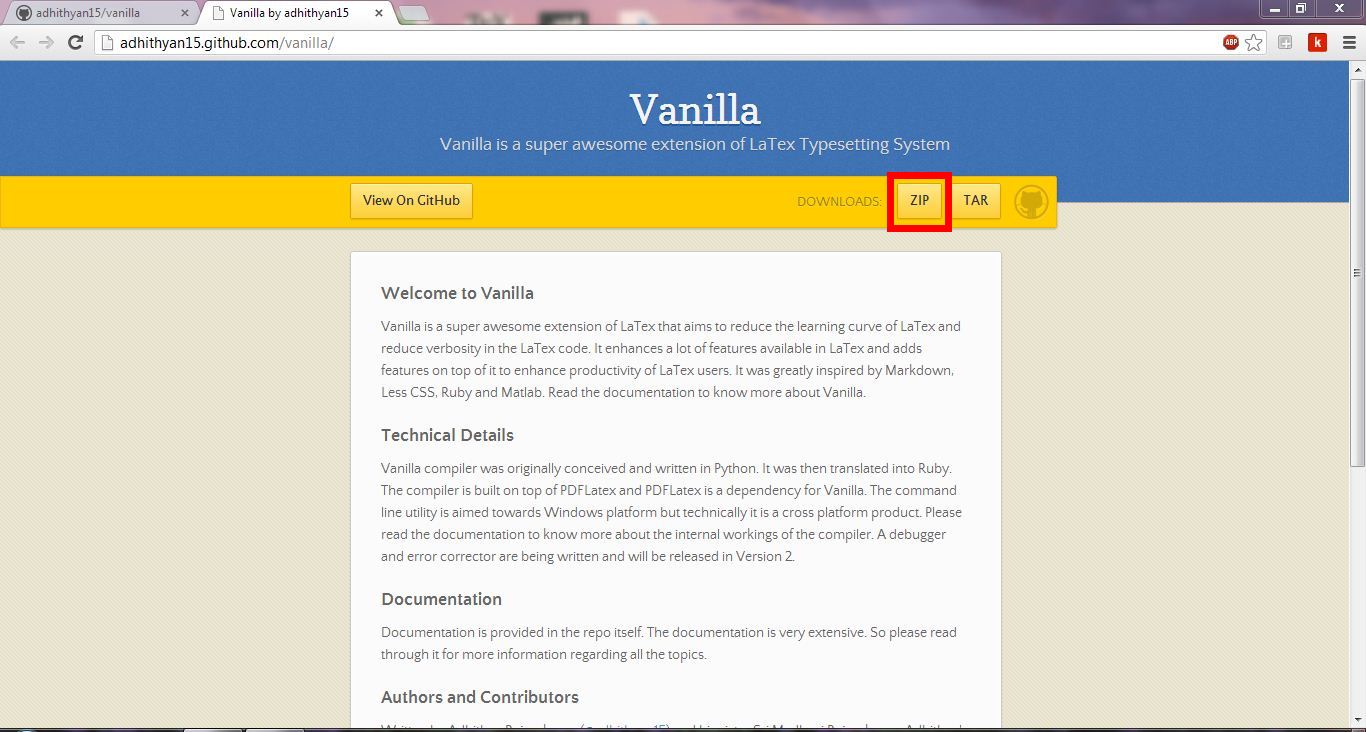 adhithyan15/vanilla
Vanilla by adhithyan15
adhithyan15.github.com/vanilla/
ABP
k
Vanilla
Vanilla is a super awesome extension of LaTex Typesetting System
View On GitHub
DOWNLOADS:
ZIP
TAR
Welcome to Vanilla
Vanilla is a super awesome extension of LaTex that aims to reduce the learning curve of LaTex and
reduce verbosity in the LaTex code. It enhances a lot of features available in LaTex and adds
features on top of it to enhance productivity of LaTex users. It was greatly inspired by Markdown,
Less CSS, Ruby and Matlab. Read the documentation to know more about Vanilla.
Technical Details
Vanilla compiler was originally conceived and written in Python. It was then translated into Ruby.
The compiler is built on top of PDFLatex and PDFLatex is a dependency for Vanilla. The command
line utility is aimed towards Windows platform but technically it is a cross platform product. Please
read the documentation to know more about the internal workings of the compiler. A debugger
and error corrector are being written and will be released in Version 2.
Documentation
Documentation is provided in the repo itself. The documentation is very extensive. So please read
through it for more information regarding all the topics.
Authors and Contributors